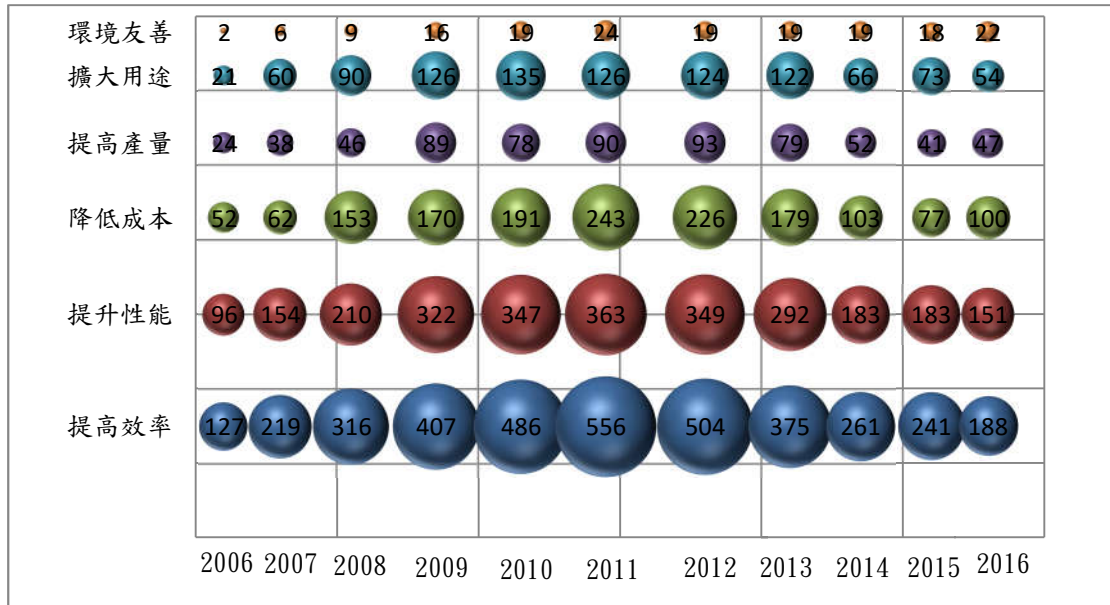 環境友善 2 6 9 16 19 24 19 19 19 18 22
擴大用途 21 60 90 126 135 126 124 122 66 73 54
提高產量 24 38 46 89 78 90 93 79 52 41 47
降低成本 52 62 153 170 191 243 226 179 103 77 100
提升性能 96 154 210 322 347 363 349 292 183 183 151
提高效率 127 219 316 407 486 556 504 375 261 241 188
2006 2007 2008 2009 2010 2011 2012 2013 2014 2015 2016